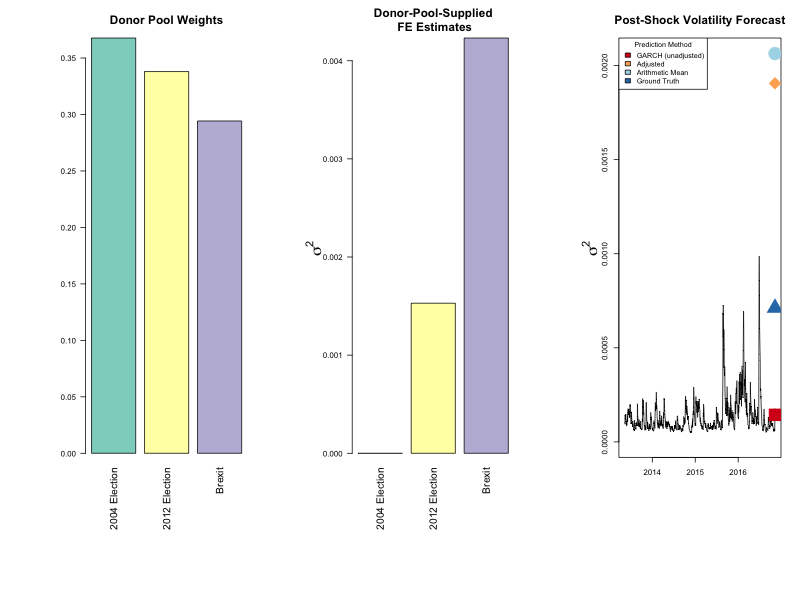 Donor Pool Weights
0.35
0.30
0.25
0.20
0.15
0.10
0.05
0.00
2004 Election
2012 Election
Brexit
Donor-Pool-Supplied
FE Estimates
σ2
0.004
0.003
0.002
0.001
0.000
2004 Election
2012 Election
Brexit
Post-Shock Volatility Forecast
Prediction Method
GARCH (unadjusted)
Adjusted
Arithmetic Mean
Ground Truth
σ2
0.0020
0.0015
0.0010
0.0005
0.0000
2014
2015
2016